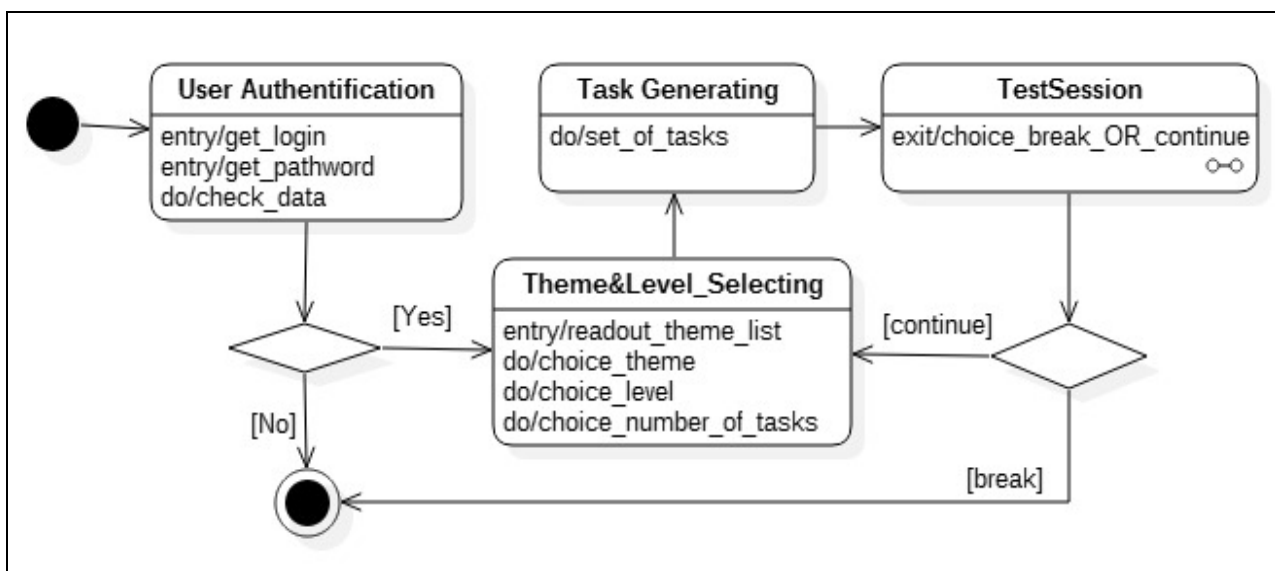 User Authentification
entry/get_login
entry/get_pathword
do/check_data
Task Generating
do/set_of_tasks
TestSession
exit/choice_break_OR_continue
Theme&Level_Selecting
entry/readout_theme_list
do/choice_theme
do/choice_level
do/choice_number_of_tasks
[Yes]
[continue]
[No]
[break]